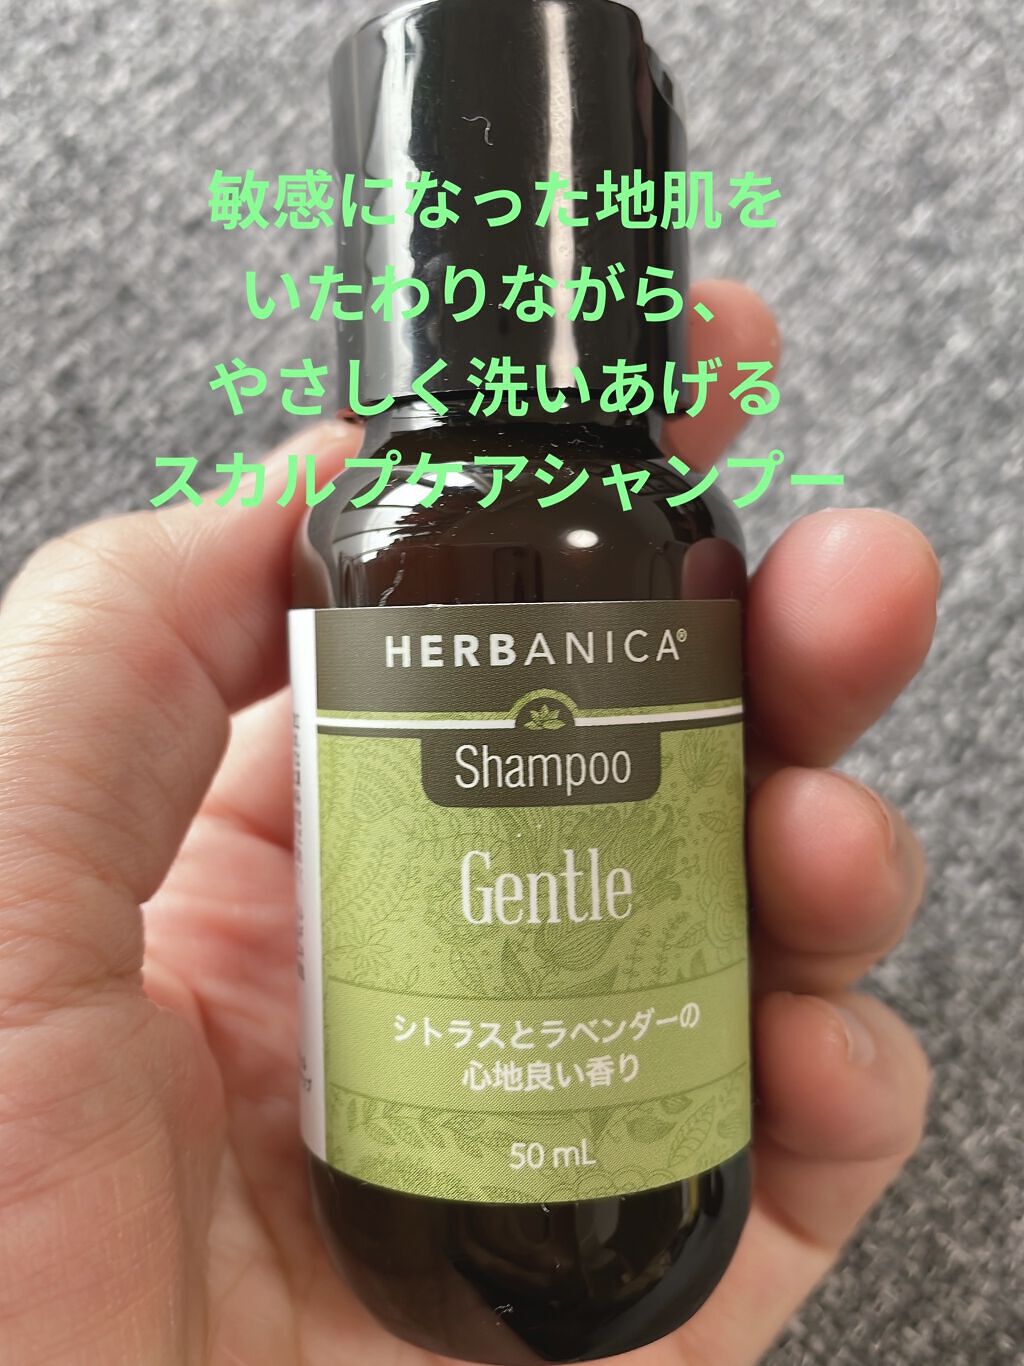 敏感になった地肌を
いたわりながら、
やさしく洗いあげる
スカルプケアシャンプー
HERBANICA®
Shampoo
Gentle
シトラスとラベンダーの
心地良い香り
50 mL